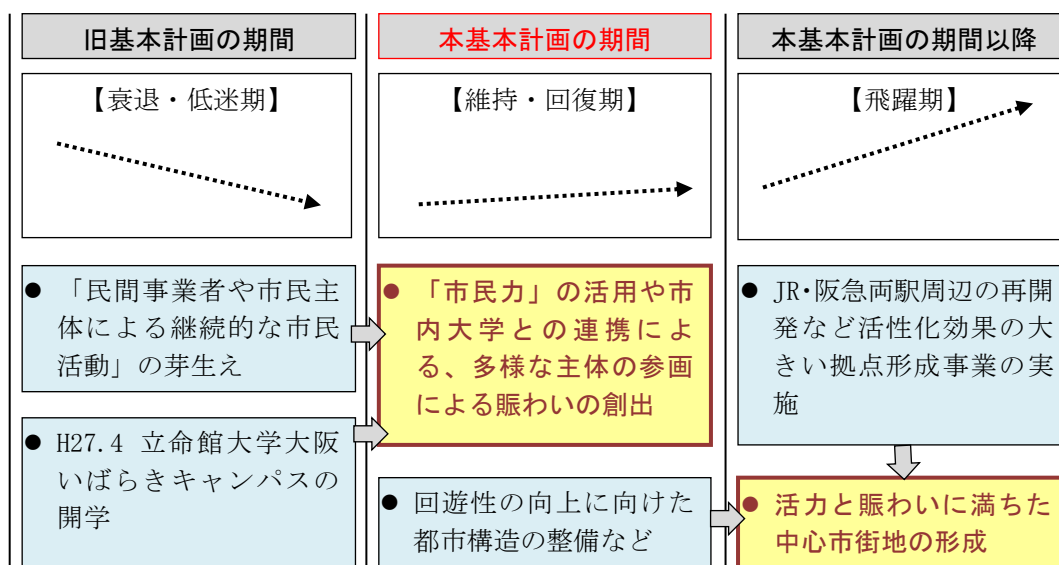 旧基本計画の期間
【衰退・低迷期】
● 「民間事業者や市民主
体による継続的な市民
活動」の芽生え
● H27.4 立命館大学大阪
いばらきキャンパスの
開学
本基本計画の期間
【維持・回復期】
● 「市民力」の活用や市
内大学との連携によ
る、多様な主体の参画
による賑わいの創出
● 回遊性の向上に向けた
都市構造の整備など
本基本計画の期間以降
【飛躍期】
● JR・阪急両駅周辺の再開
発など活性化効果の大
きい拠点形成事業の実
施
● 活力と賑わいに満ちた
中心市街地の形成